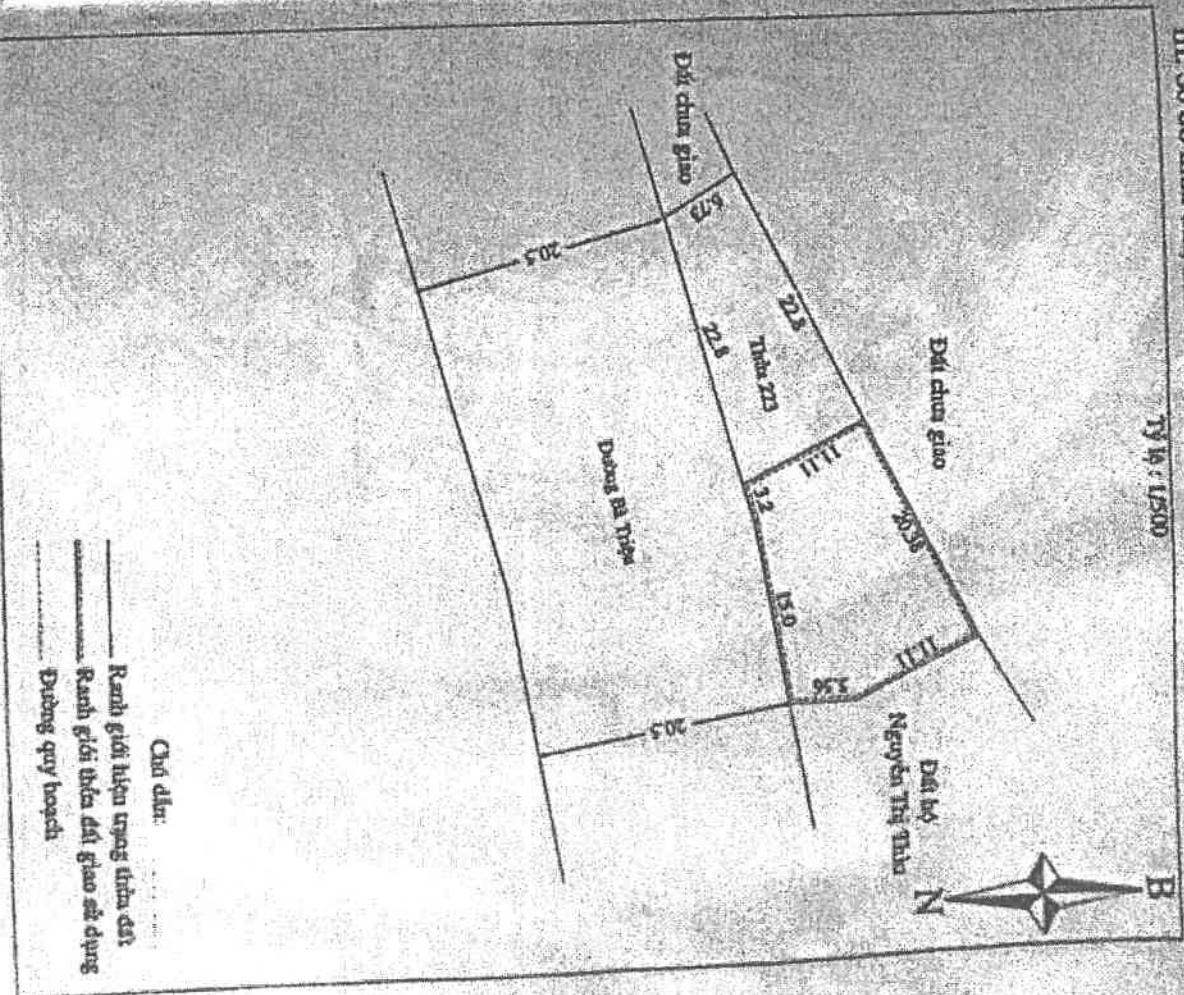 Tỷ lệ : 1/500
B
N
Đất chưa giao
Đất chưa giao
Đất hộ
Nguyễn Thị Thìn
6.73
22.8
22.8
Thửa 223
11.11
20.38
11.11
3.2
15.0
3.56
20.5
20.5
Đường Bà Triệu
Chú dẫn:
Ranh giới hiện trạng thửa đất
Ranh giới thửa đất giao sử dụng
Đường quy hoạch